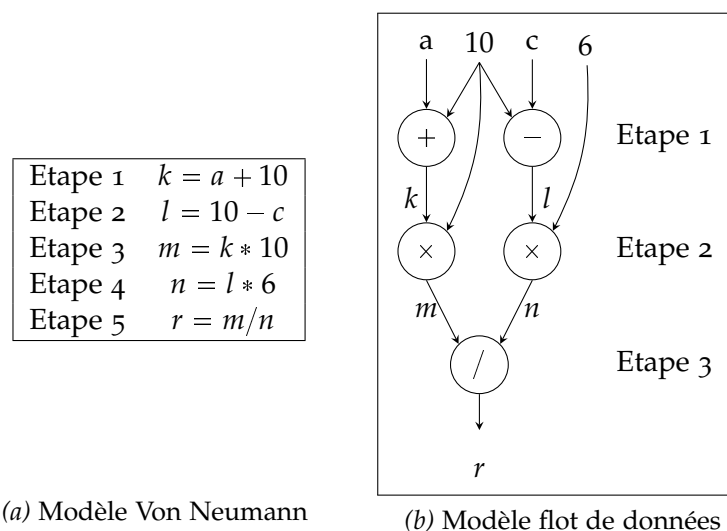 Etape 1 k = a + 10
Etape 2 l = 10 − c
Etape 3 m = k ∗ 10
Etape 4 n = l ∗ 6
Etape 5 r = m/n
(a) Modèle Von Neumann
a 10 c 6
+ − Etape 1
k l
× × Etape 2
m n
/ Etape 3
r
(b) Modèle flot de données